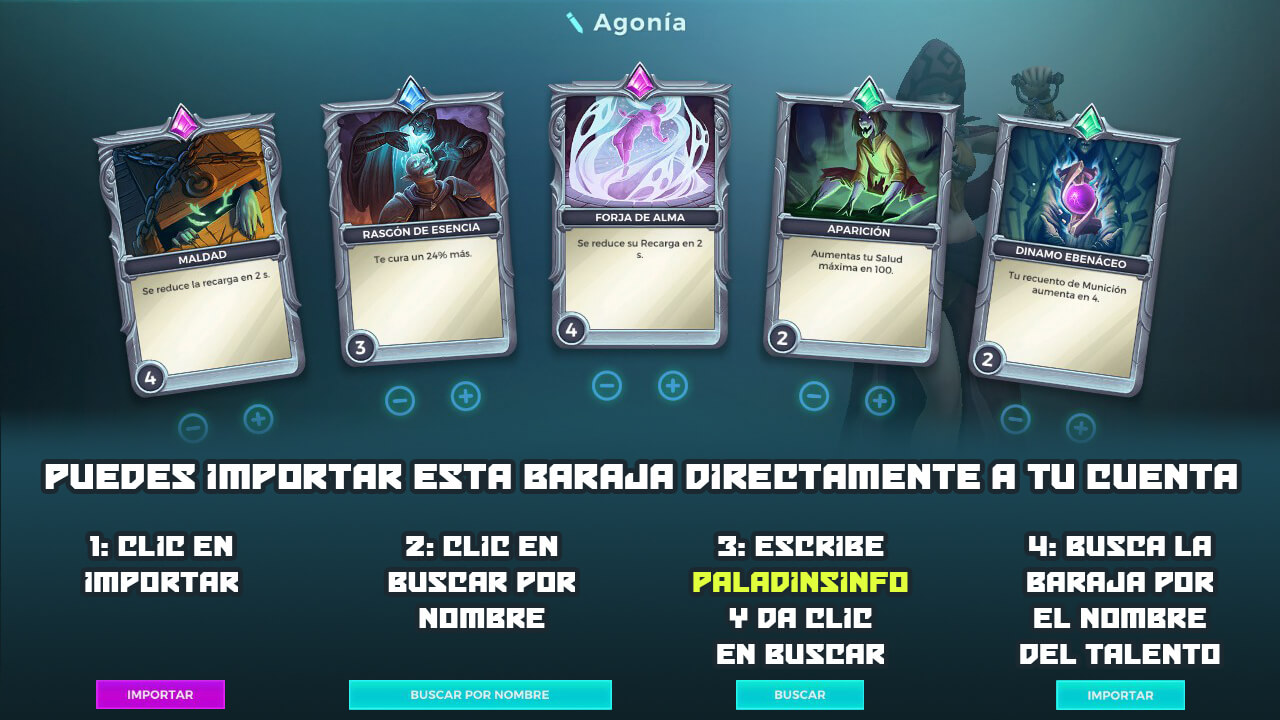 Agonía
MALDAD
Se reduce la recarga en 2 s.
4
RASGÓN DE ESENCIA
Te cura un 24% más.
3
FORJA DE ALMA
Se reduce su Recarga en 2
s.
4
APARICIÓN
Aumentas tu Salud
máxima en 100.
2
DINAMO EBENÁCEO
Tu recuento de Munición
aumenta en 4.
2
PUEDES IMPORTAR ESTA BARAJA DIRECTAMENTE A TU CUENTA
1: CLIC EN
IMPORTAR
IMPORTAR
2: CLIC EN
BUSCAR POR
NOMBRE
BUSCAR POR NOMBRE
3: ESCRIBE
PALADINSINFO
Y DA CLIC
EN BUSCAR
BUSCAR
4: BUSCA LA
BARAJA POR
EL NOMBRE
DEL TALENTO
IMPORTAR